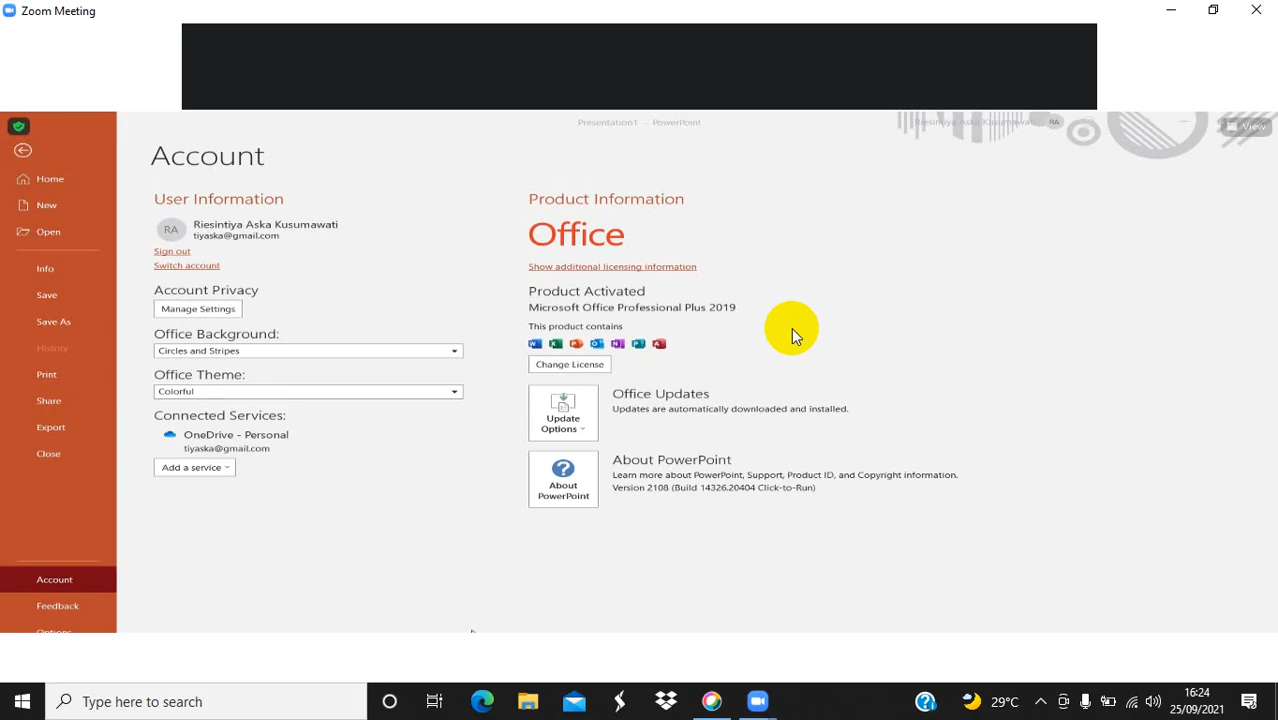 Zoom Meeting
Presentation1 - PowerPoint
Riesintiya Aska Kusumawati RA
View
Home
New
Open
Info
Save
Save As
History
Print
Share
Export
Close
Account
Feedback
Options
Account
User Information
RA
Riesintiya Aska Kusumawati
tiyaska@gmail.com
Sign out
Switch account
Account Privacy
Manage Settings
Office Background:
Circles and Stripes
Office Theme:
Colorful
Connected Services:
OneDrive - Personal
tiyaska@gmail.com
Add a service
Product Information
Office
Show additional licensing information
Product Activated
Microsoft Office Professional Plus 2019
This product contains
Change License
Update
Options
Office Updates
Updates are automatically downloaded and installed.
About
PowerPoint
About PowerPoint
Learn more about PowerPoint, Support, Product ID, and Copyright information.
Version 2108 (Build 14326.20404 Click-to-Run)
Type here to search
29°C
16:24
25/09/2021